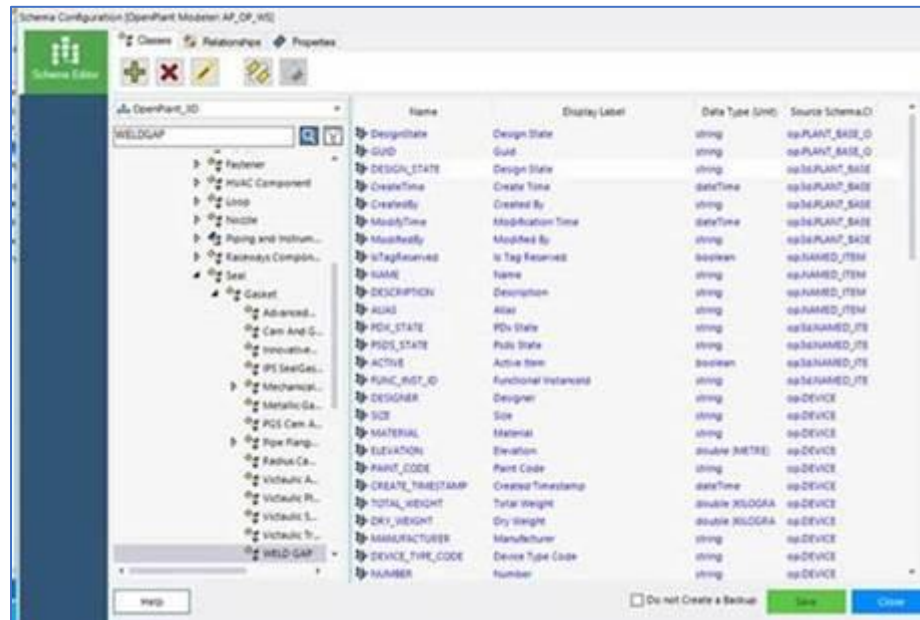 Schema Configuration [OpenPlant Modeler: AP_OP_WS]
Schema Editor
Classes Relationships Properties
OpenPlant_3D
WELDGAP
Fastener
HVAC Component
Loop
Nozzle
Piping and Instrum...
Raceways Compon...
Seal
Gasket
Advanced...
Cam And G...
Innovative...
IPS SealGas...
Mechanical...
Metallic Ga...
PGS Cam A...
Pipe Flang...
Radius Ca...
Victaulic A...
Victaulic Pl...
Victaulic S...
Victaulic Tr...
WELD GAP
Name Display Label Data Type (Unit) Source Schema.Cl
DesignState Design State string op.PLANT_BASE_O
GUID Guid string op.PLANT_BASE_O
DESIGN_STATE Design State string op3d.PLANT_BASE
CreateTime Create Time dateTime op3d.PLANT_BASE
CreatedBy Created By string op3d.PLANT_BASE
ModifyTime Modification Time dateTime op3d.PLANT_BASE
ModifiedBy Modified By string op3d.PLANT_BASE
IsTagReserved Is Tag Reserved boolean op.NAMED_ITEM
NAME Name string op.NAMED_ITEM
DESCRIPTION Description string op.NAMED_ITEM
ALIAS Alias string op.NAMED_ITEM
PDX_STATE PDx State string op3d.NAMED_ITE
PSDS_STATE Psds State string op3d.NAMED_ITE
ACTIVE Active Item boolean op3d.NAMED_ITE
FUNC_INST_ID Functional InstanceId string op3d.NAMED_ITE
DESIGNER Designer string op.DEVICE
SIZE Size string op.DEVICE
MATERIAL Material string op.DEVICE
ELEVATION Elevation double (METRE) op.DEVICE
PAINT_CODE Paint Code string op.DEVICE
CREATE_TIMESTAMP Created Timestamp dateTime op.DEVICE
TOTAL_WEIGHT Total Weight double (KILOGRA op.DEVICE
DRY_WEIGHT Dry Weight double (KILOGRA op.DEVICE
MANUFACTURER Manufacturer string op.DEVICE
DEVICE_TYPE_CODE Device Type Code string op.DEVICE
NUMBER Number string op.DEVICE
Help Do not Create a Backup Save Close